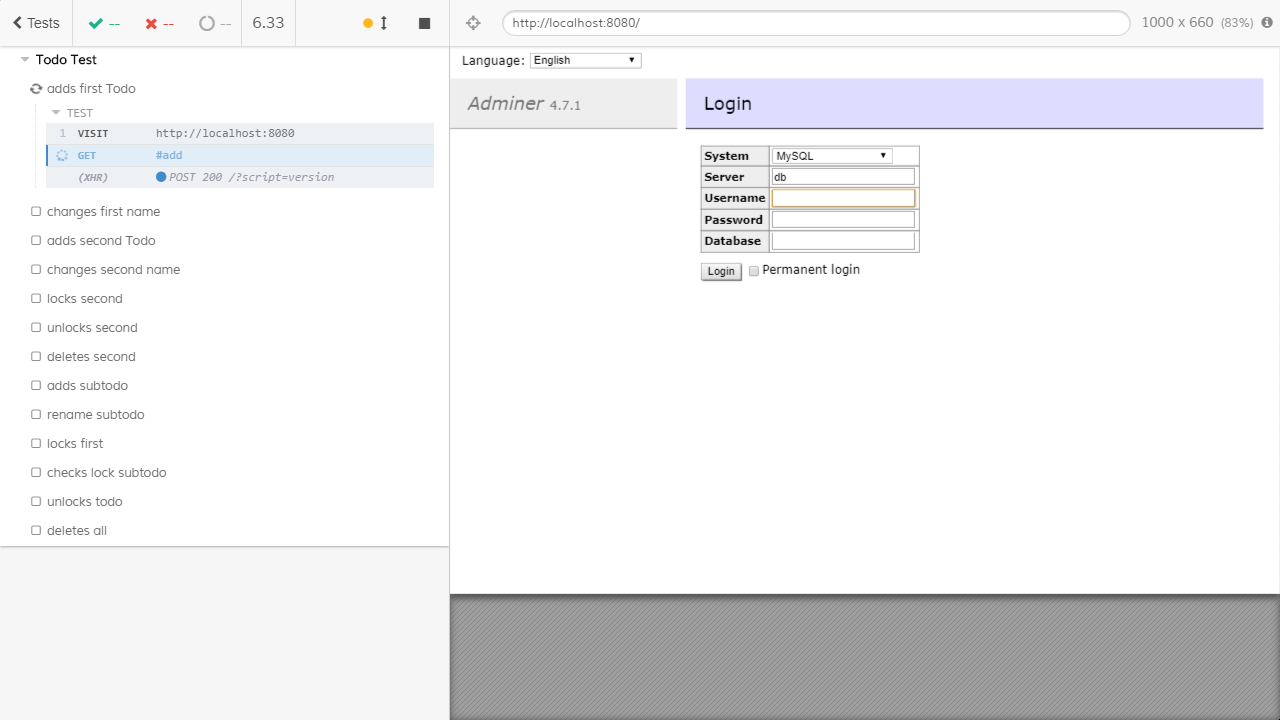 Tests
--
--
--
6.33
http://localhost:8080/
1000 x 660 (83%)
Todo Test
adds first Todo
TEST
1 VISIT http://localhost:8080
GET #add
(XHR) POST 200 /?script=version
changes first name
adds second Todo
changes second name
locks second
unlocks second
deletes second
adds subtodo
rename subtodo
locks first
checks lock subtodo
unlocks todo
deletes all
Language: English
Adminer 4.7.1
Login
System MySQL
Server db
Username
Password
Database
Login Permanent login